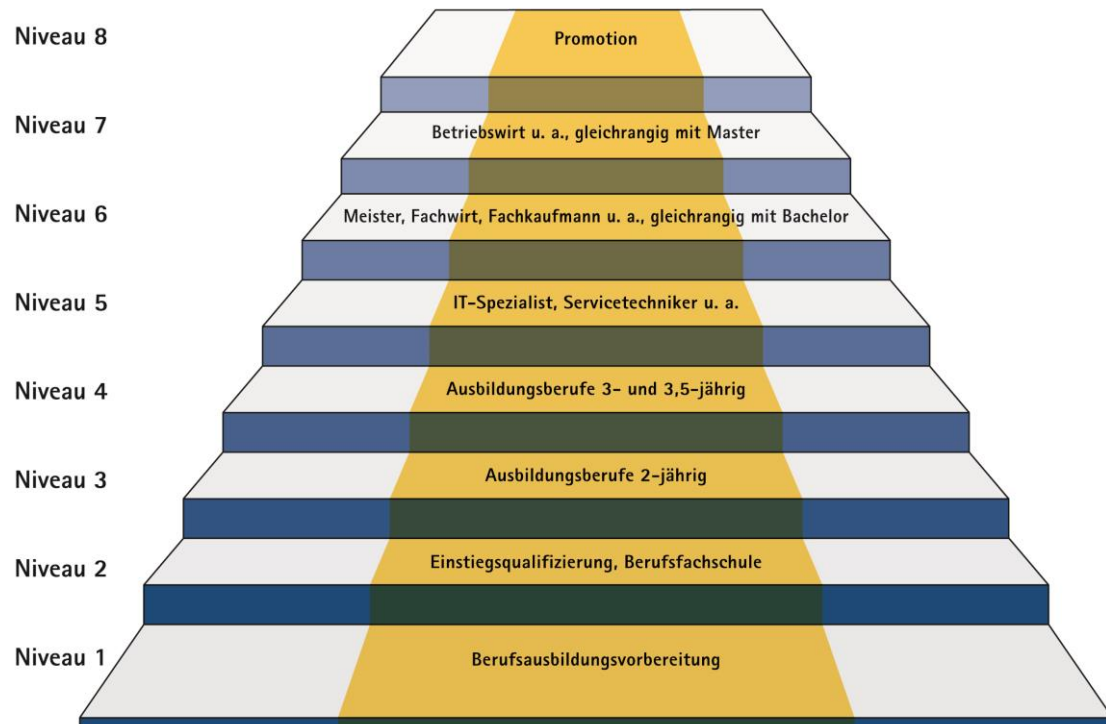 Niveau 8
Promotion
Niveau 7
Betriebswirt u. a., gleichrangig mit Master
Niveau 6
Meister, Fachwirt, Fachkaufmann u. a., gleichrangig mit Bachelor
Niveau 5
IT-Spezialist, Servicetechniker u. a.
Niveau 4
Ausbildungsberufe 3- und 3,5-jährig
Niveau 3
Ausbildungsberufe 2-jährig
Niveau 2
Einstiegsqualifizierung, Berufsfachschule
Niveau 1
Berufsausbildungsvorbereitung